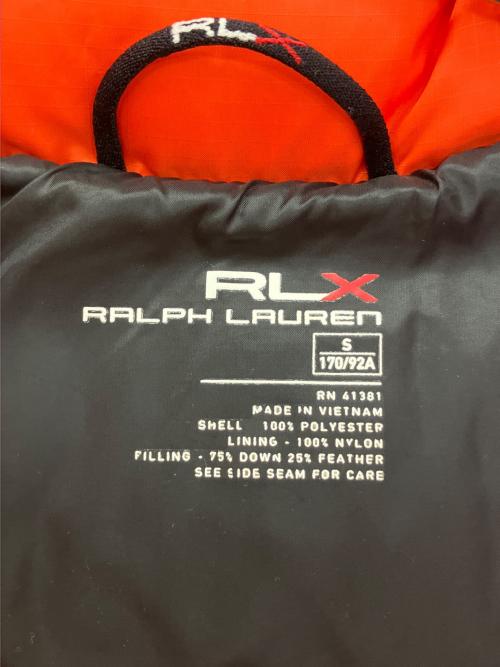 RLX
RLX
RALPH LAUREN
S
170/92A
RN 41381
MADE IN VIETNAM
SHELL 100% POLYESTER
LINING - 100% NYLON
FILLING - 75% DOWN 25% FEATHER
SEE SIDE SEAM FOR CARE